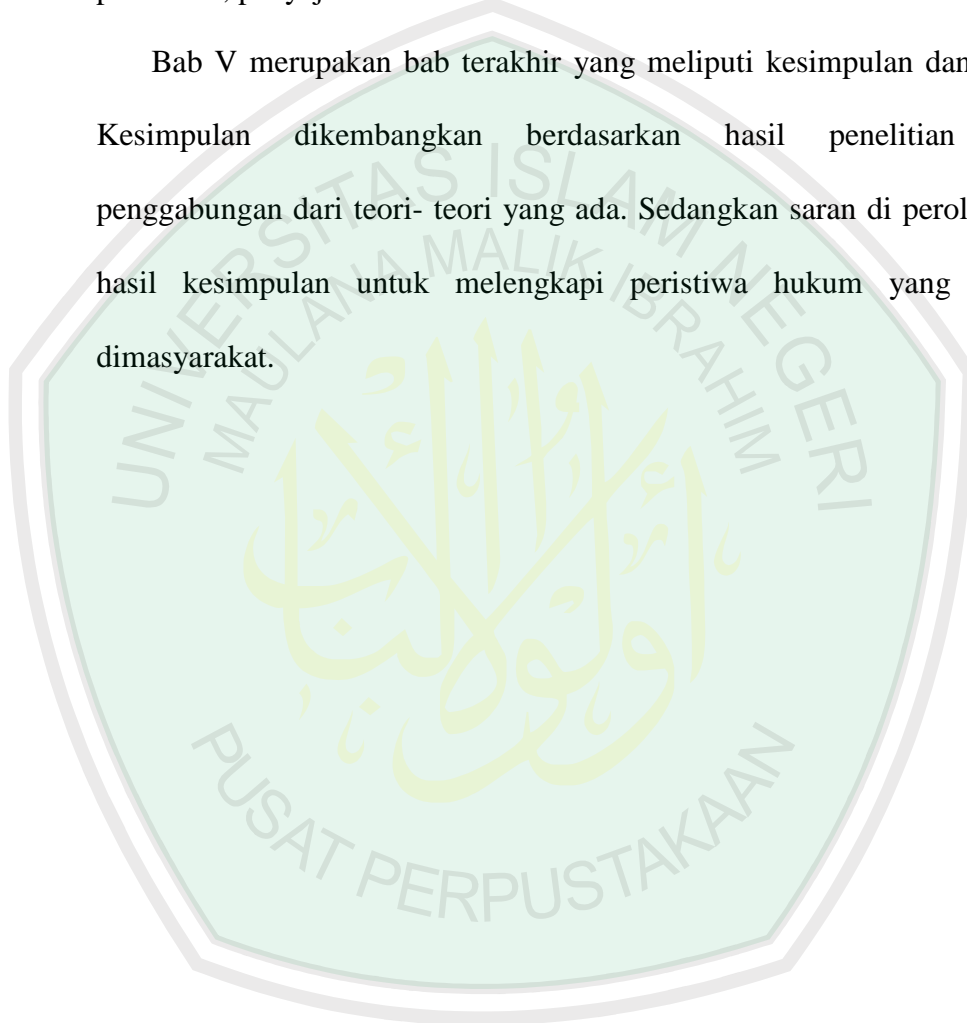 Bab V merupakan bab terakhir yang meliputi kesimpulan dan
Kesimpulan dikembangkan berdasarkan hasil penelitian
penggabungan dari teori- teori yang ada. Sedangkan saran di perol
hasil kesimpulan untuk melengkapi peristiwa hukum yang
dimasyarakat.
UNIVERSITAS ISLAM NEGERI
MAULANA MALIK IBRAHIM
أولوا الألباب
PUSAT PERPUSTAKAAN